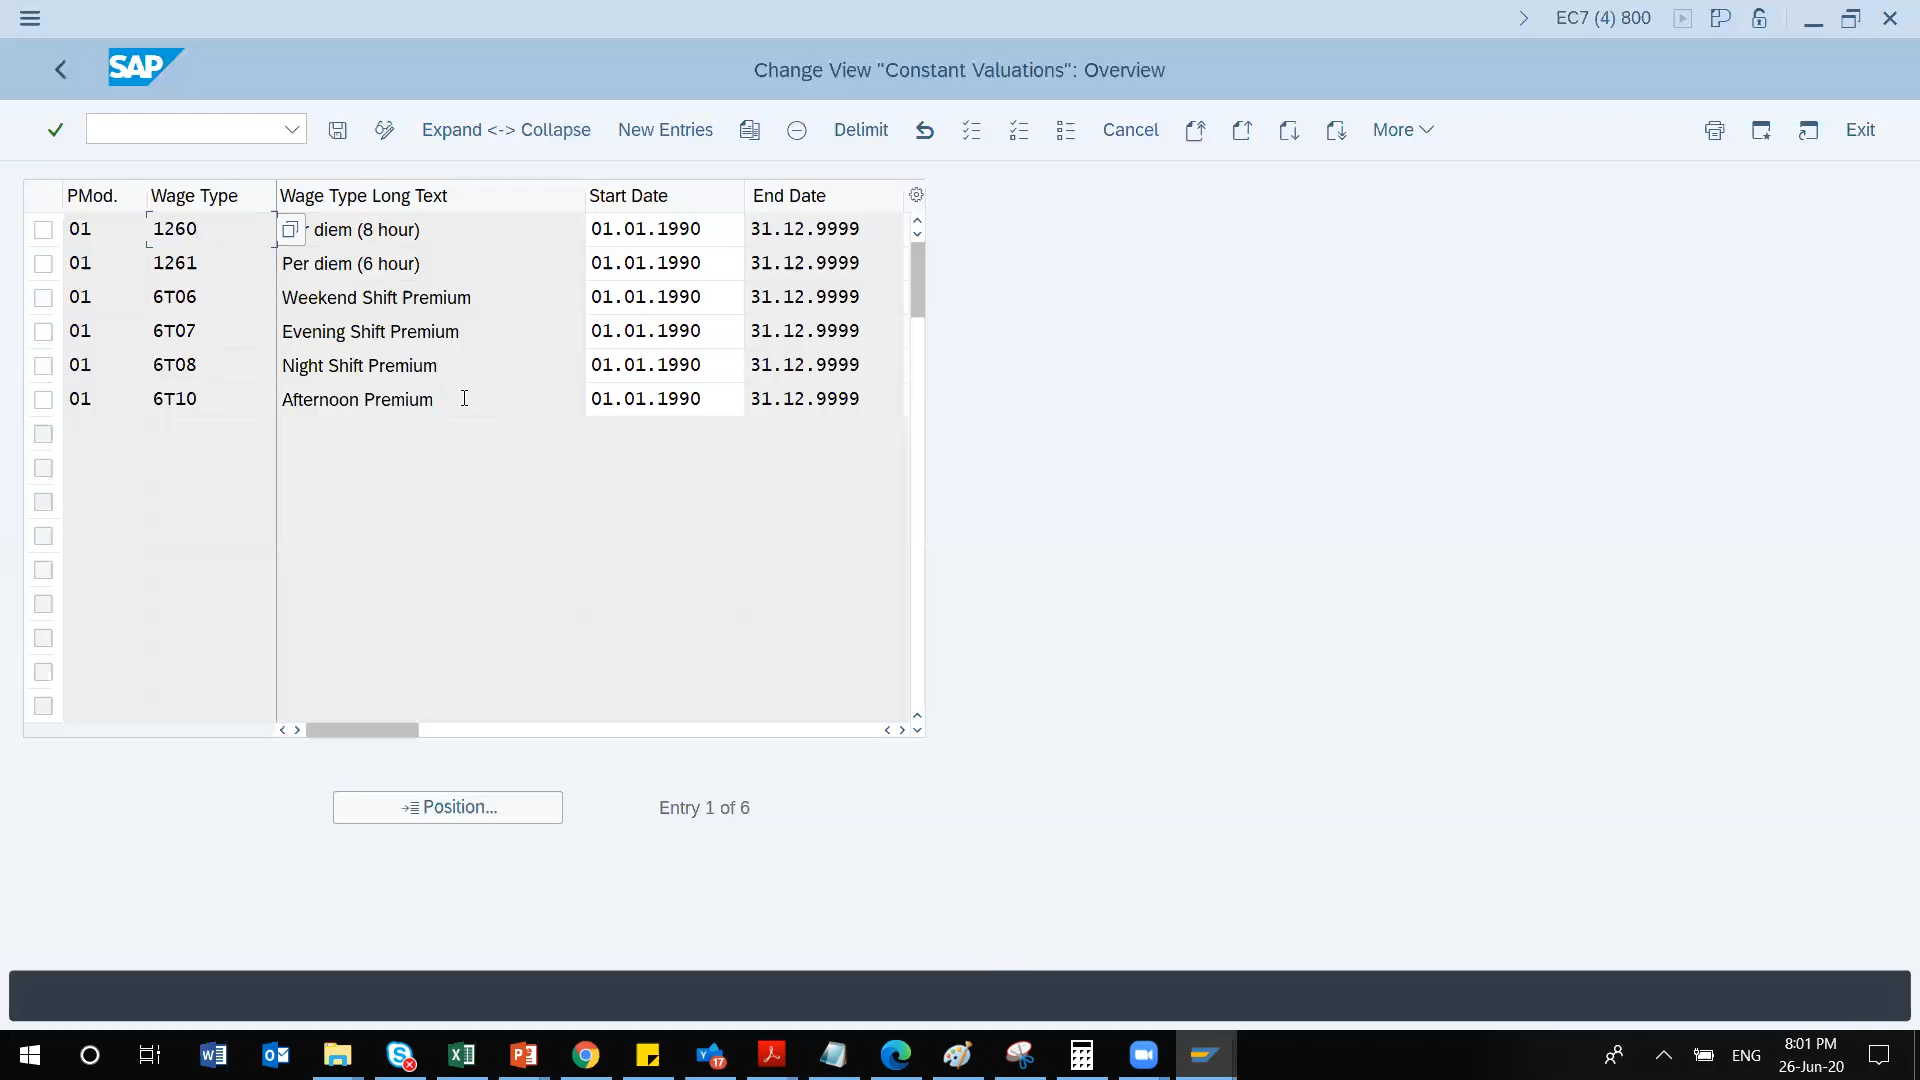 EC7 (4) 800
SAP
Change View "Constant Valuations": Overview
Expand <-> Collapse New Entries Delimit Cancel More Exit
PMod. Wage Type Wage Type Long Text Start Date End Date
01 1260 r diem (8 hour) 01.01.1990 31.12.9999
01 1261 Per diem (6 hour) 01.01.1990 31.12.9999
01 6T06 Weekend Shift Premium 01.01.1990 31.12.9999
01 6T07 Evening Shift Premium 01.01.1990 31.12.9999
01 6T08 Night Shift Premium 01.01.1990 31.12.9999
01 6T10 Afternoon Premium 01.01.1990 31.12.9999
Position... Entry 1 of 6
17 ENG 8:01 PM
26-Jun-20